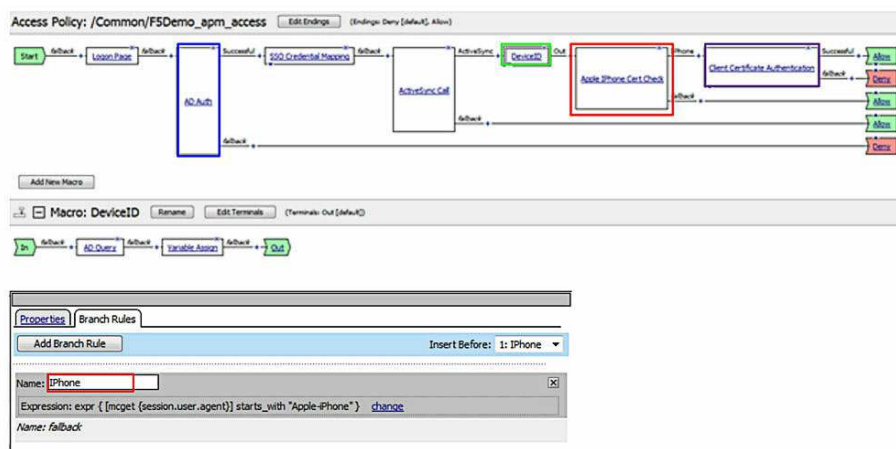 Access Policy: /Common/F5Demo_apm_access Edit Endings (Endings: Deny [default], Allow)
Start fallback + Logon Page fallback + AD Auth Successful + SSO Credential Mapping fallback + ActiveSync Call ActiveSync + DeviceID Out + Apple IPhone Cert Check iPhone + Client Certificate Authentication Successful + Allow
fallback + Deny
fallback + Allow
fallback + Allow
fallback + Deny
Add New Macro
Macro: DeviceID Rename Edit Terminals (Terminals: Out [default])
In fallback + AD Query fallback + Variable Assign fallback + Out
Properties Branch Rules
Add Branch Rule Insert Before: 1: IPhone
Name: IPhone
Expression: expr { [mcget {session.user.agent}] starts_with "Apple-iPhone" } change
Name: fallback